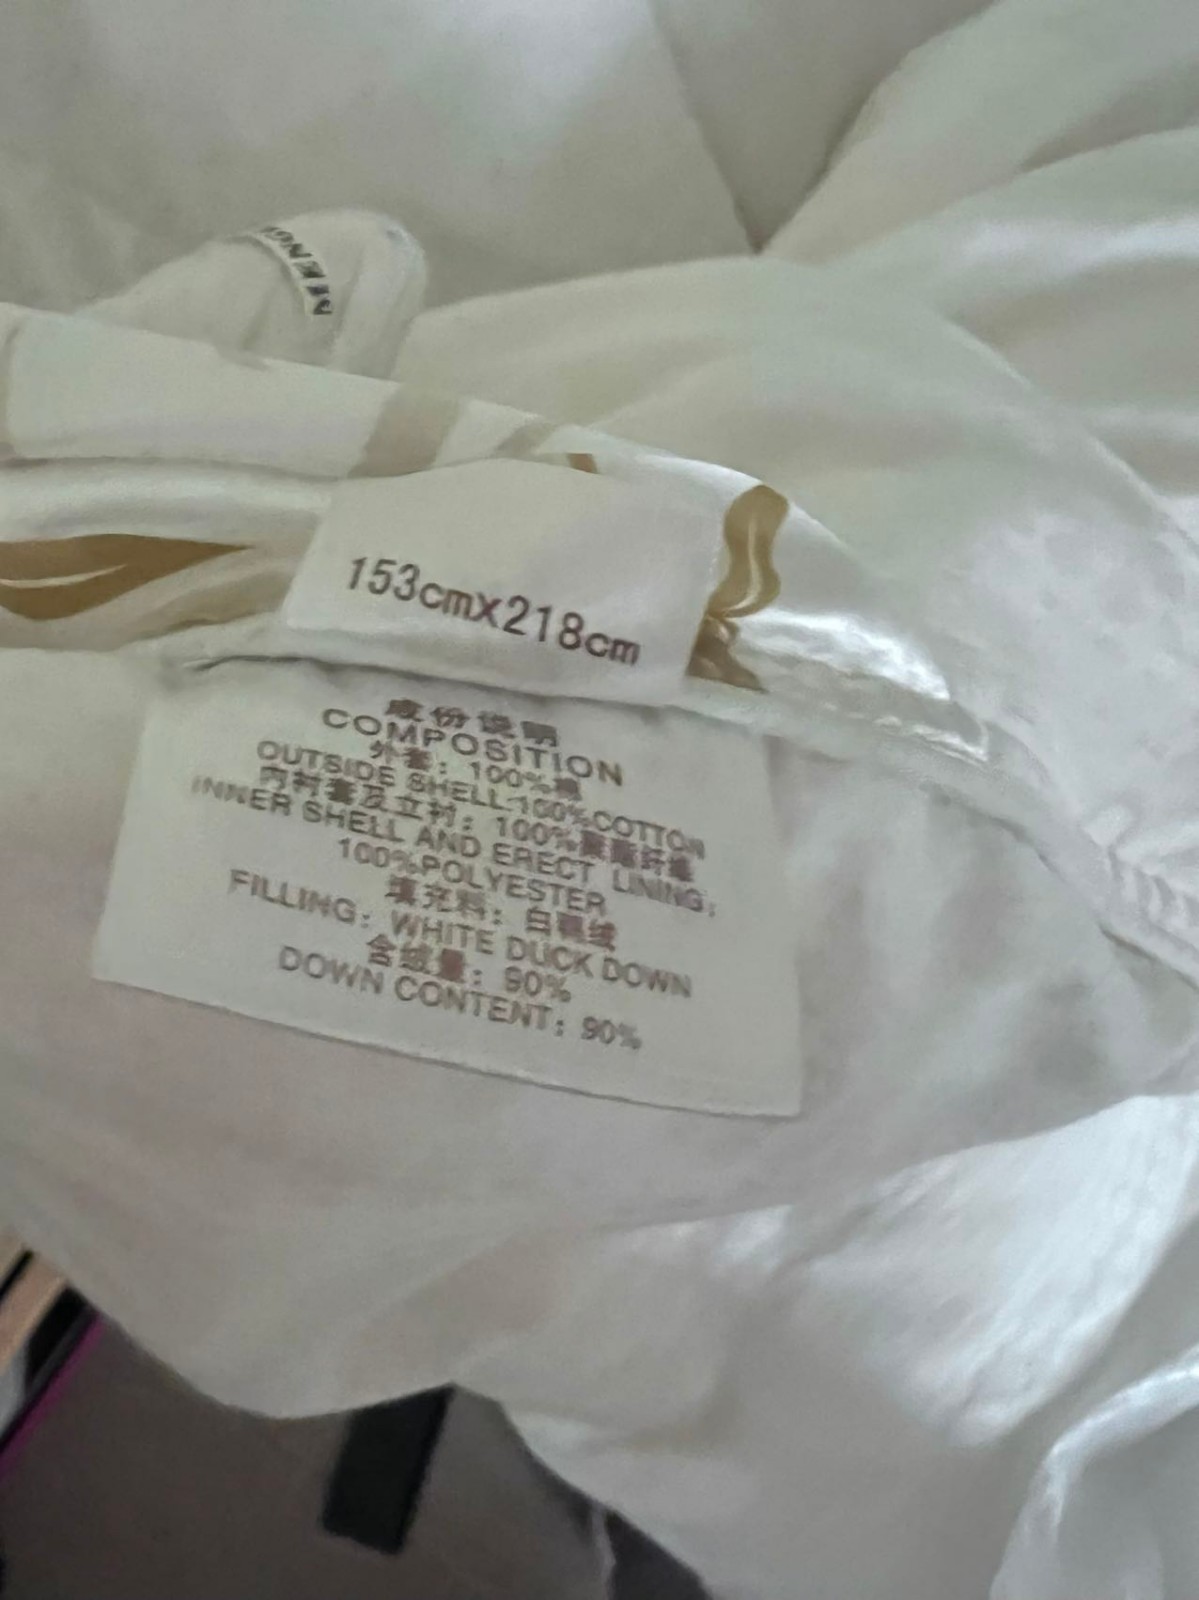 MENG
153cmx218cm
成份说明
COMPOSITION
外套：100%棉
OUTSIDE SHELL:100%COTTON
内衬套及立衬：100%聚酯纤维
INNER SHELL AND ERECT LINING:
100%POLYESTER
填充料：白鸭绒
FILLING: WHITE DUCK DOWN
含绒量：90%
DOWN CONTENT: 90%